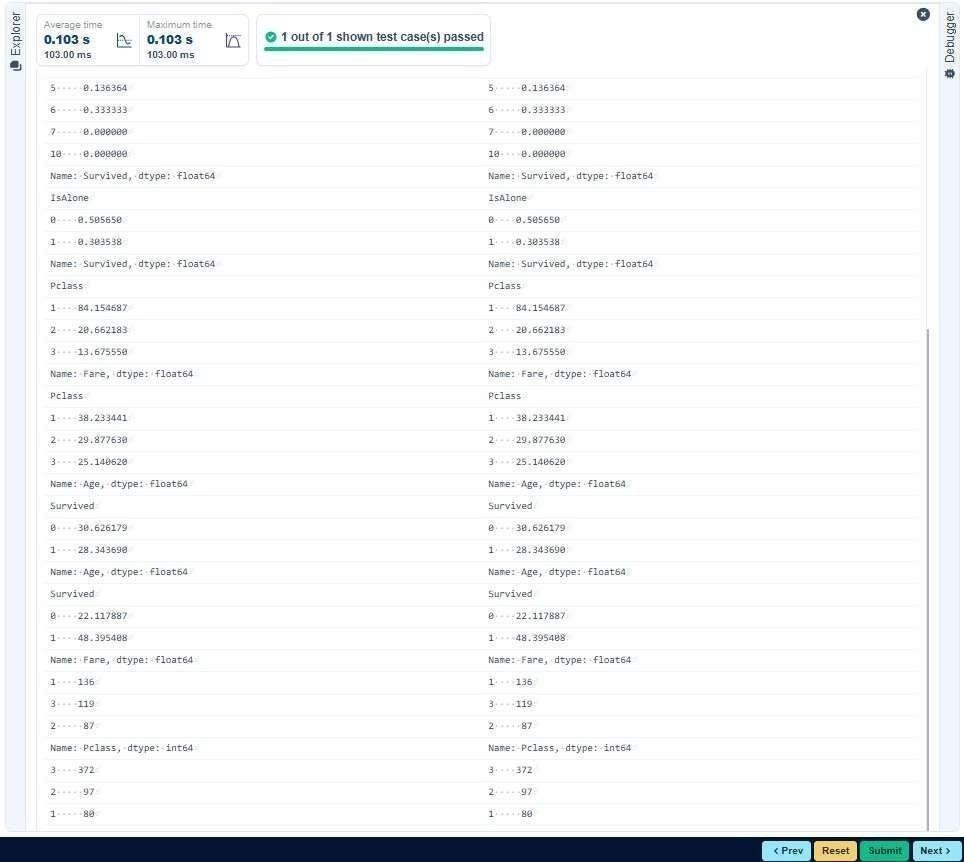 Explorer
Debugger
Average time
0.103 s
103.00 ms
Maximum time
0.103 s
103.00 ms
1 out of 1 shown test case(s) passed
5·····0.136364 5·····0.136364
6·····0.333333 6·····0.333333
7·····0.000000 7·····0.000000
10····0.000000 10····0.000000
Name:·Survived,·dtype:·float64 Name:·Survived,·dtype:·float64
IsAlone IsAlone
0····0.505650 0····0.505650
1····0.303538 1····0.303538
Name:·Survived,·dtype:·float64 Name:·Survived,·dtype:·float64
Pclass Pclass
1····84.154687 1····84.154687
2····20.662183 2····20.662183
3····13.675550 3····13.675550
Name:·Fare,·dtype:·float64 Name:·Fare,·dtype:·float64
Pclass Pclass
1····38.233441 1····38.233441
2····29.877630 2····29.877630
3····25.140620 3····25.140620
Name:·Age,·dtype:·float64 Name:·Age,·dtype:·float64
Survived Survived
0····30.626179 0····30.626179
1····28.343690 1····28.343690
Name:·Age,·dtype:·float64 Name:·Age,·dtype:·float64
Survived Survived
0····22.117887 0····22.117887
1····48.395408 1····48.395408
Name:·Fare,·dtype:·float64 Name:·Fare,·dtype:·float64
1····136 1····136
3····119 3····119
2·····87 2·····87
Name:·Pclass,·dtype:·int64 Name:·Pclass,·dtype:·int64
3····372 3····372
2·····97 2·····97
1·····80 1·····80
< Prev Reset Submit Next >